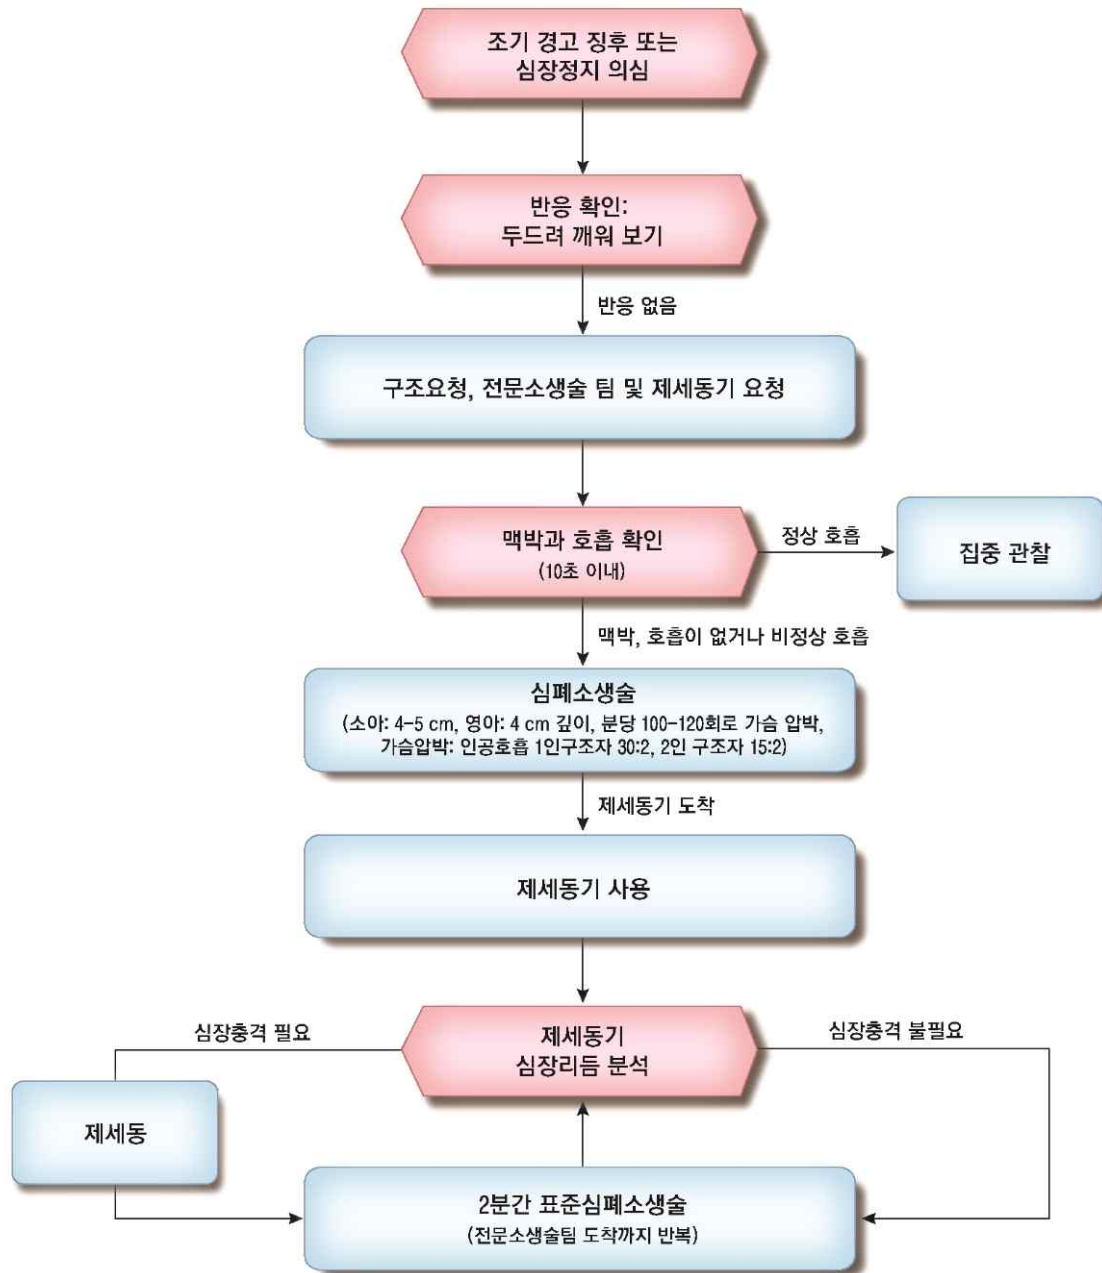 조기 경고 징후 또는
심장정지 의심
반응 확인:
두드려 깨워 보기
반응 없음
구조요청, 전문소생술 팀 및 제세동기 요청
맥박과 호흡 확인
(10초 이내)
정상 호흡
집중 관찰
맥박, 호흡이 없거나 비정상 호흡
심폐소생술
(소아: 4-5 cm, 영아: 4 cm 깊이, 분당 100-120회로 가슴 압박,
가슴압박: 인공호흡 1인구조자 30:2, 2인 구조자 15:2)
제세동기 도착
제세동기 사용
제세동기
심장리듬 분석
심장충격 필요
심장충격 불필요
제세동
2분간 표준심폐소생술
(전문소생술팀 도착까지 반복)